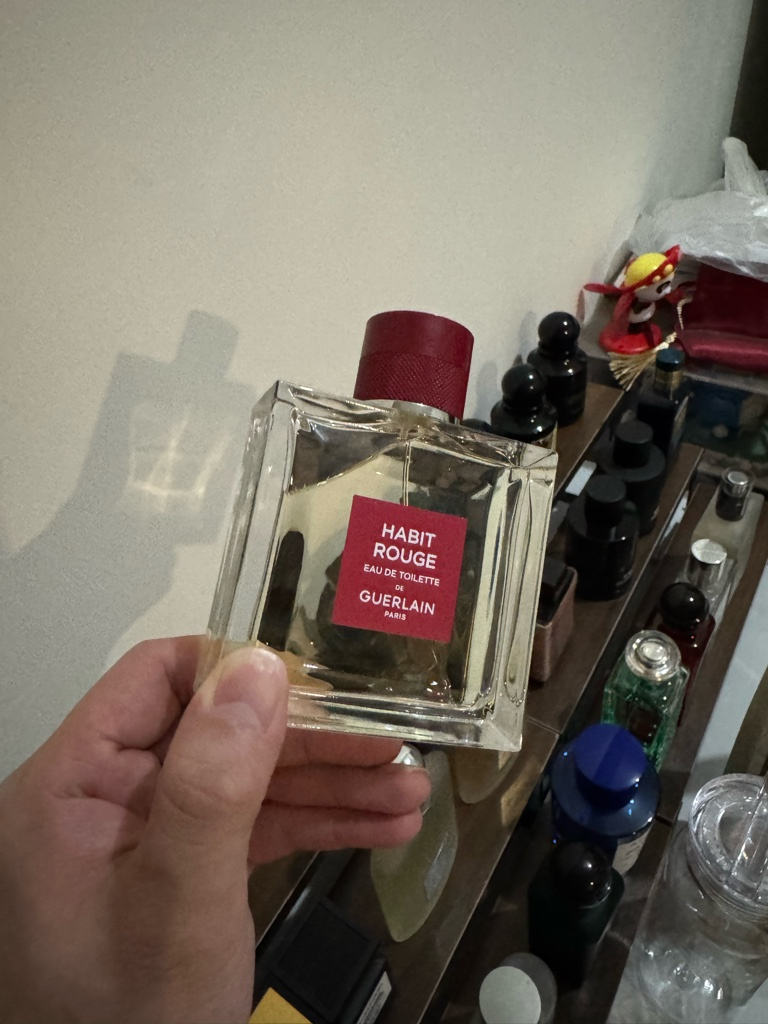 HABIT
ROUGE
EAU DE TOILETTE
DE
GUERLAIN
PARIS